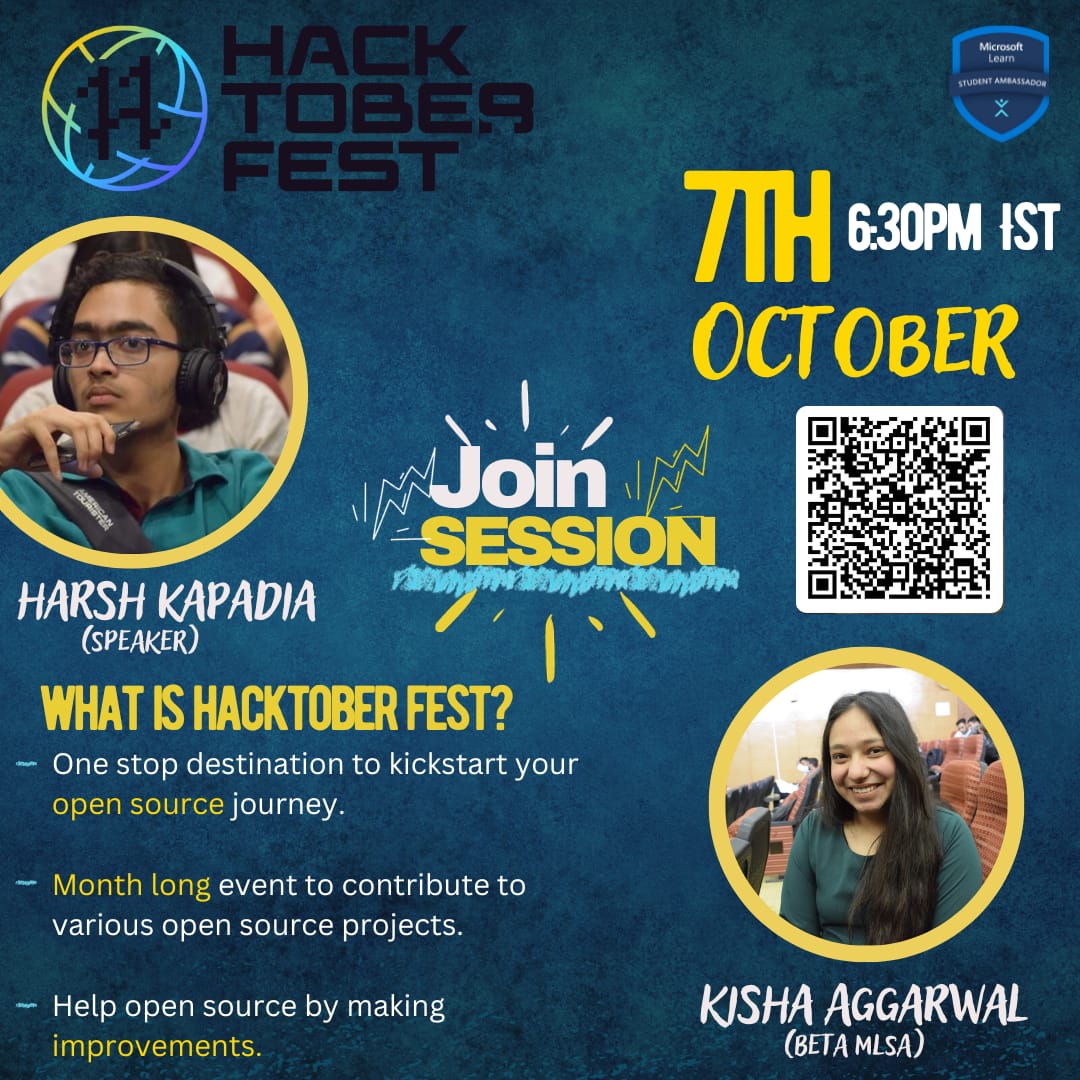 HACK
TOBER
FEST
Microsoft
Learn
STUDENT AMBASSADOR
7TH
6:30PM IST
OCTOBER
Join
SESSION
AMERICAN
TOURISTER
HARSH KAPADIA
(SPEAKER)
WHAT IS HACKTOBER FEST?
One stop destination to kickstart your
open source journey.
Month long event to contribute to
various open source projects.
Help open source by making
improvements.
KISHA AGGARWAL
(BETA MLSA)